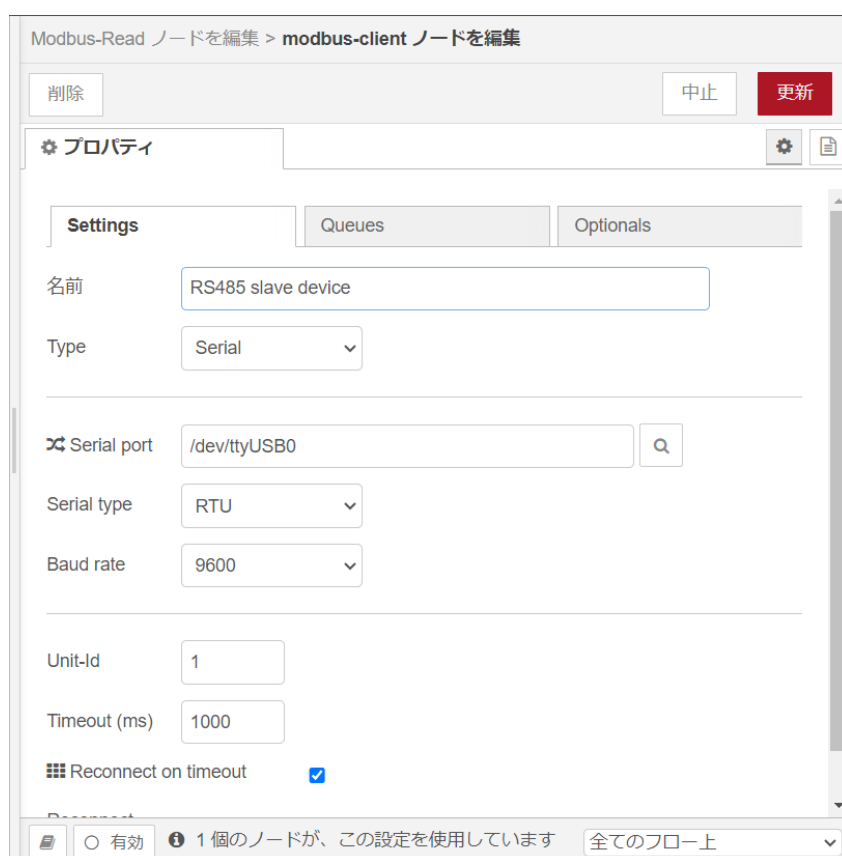 Modbus-Read ノードを編集 > modbus-client ノードを編集
削除 中止 更新
プロパティ
Settings Queues Optionals
名前 RS485 slave device
Type Serial
Serial port /dev/ttyUSB0
Serial type RTU
Baud rate 9600
Unit-Id 1
Timeout (ms) 1000
Reconnect on timeout
有効 1 個のノードが、この設定を使用しています 全てのフロー上